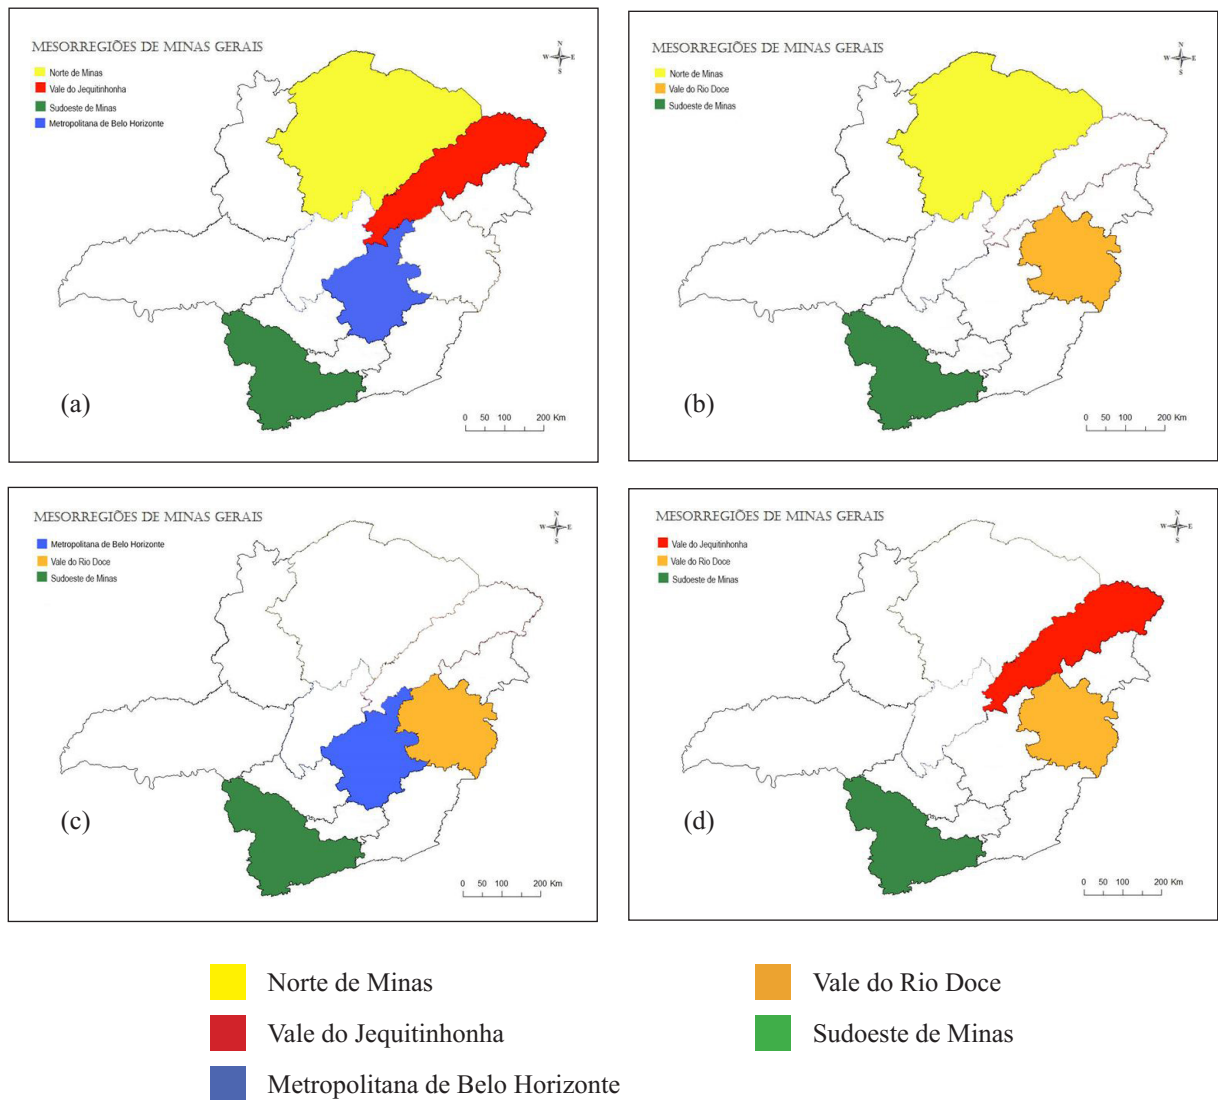 MESORREGIÕES DE MINAS GERAIS
Norte de Minas
Vale do Jequitinhonha
Sudoeste de Minas
Metropolitana de Belo Horizonte
N
W E
S
(a)
0 50 100 200 Km
MESORREGIÕES DE MINAS GERAIS
Norte de Minas
Vale do Rio Doce
Sudoeste de Minas
N
W E
S
(b)
0 50 100 200 Km
MESORREGIÕES DE MINAS GERAIS
Metropolitana de Belo Horizonte
Vale do Rio Doce
Sudoeste de Minas
N
W E
S
(c)
0 50 100 200 Km
MESORREGIÕES DE MINAS GERAIS
Vale do Jequitinhonha
Vale do Rio Doce
Sudoeste de Minas
N
W E
S
(d)
0 50 100 200 Km
Norte de Minas
Vale do Jequitinhonha
Metropolitana de Belo Horizonte
Vale do Rio Doce
Sudoeste de Minas